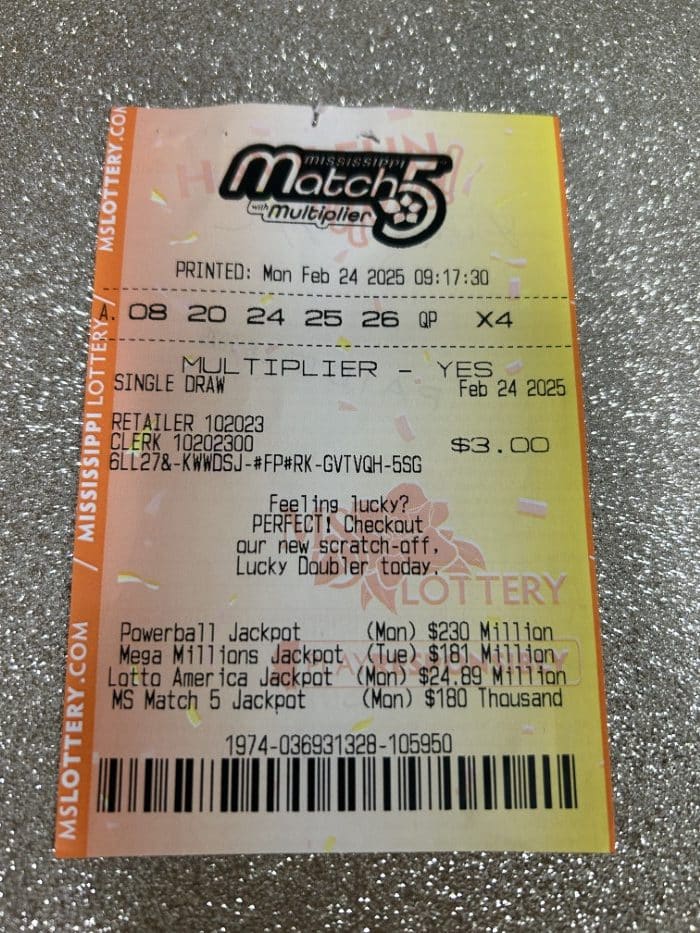 MISSISSIPPI
Match 5
with Multiplier
PRINTED: Mon Feb 24 2025 09:17:30
A. 08 20 24 25 26 QP X4
MULTIPLIER - YES
SINGLE DRAW Feb 24 2025
RETAILER 102023
CLERK 10202300 $3.00
6LL27&-KWWDSJ-#FP#RK-GVTVQH-5SG
Feeling lucky?
PERFECT! Checkout
our new scratch-off,
Lucky Doubler today.
LOTTERY
Powerball Jackpot (Mon) $230 Million
Mega Millions Jackpot (Tue) $181 Million
Lotto America Jackpot (Mon) $24.89 Million
MS Match 5 Jackpot (Mon) $180 Thousand
1974-036931328-105950
MSLOTTERY.COM / MISSISSIPPI LOTTERY / MSLOTTERY.COM